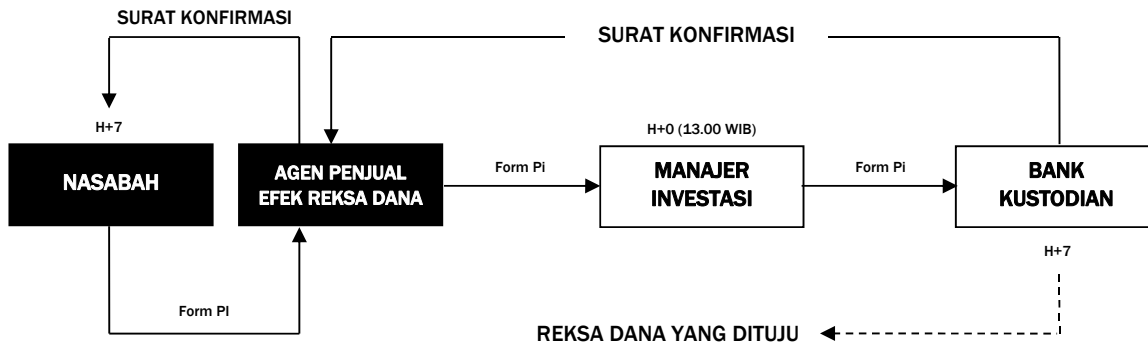 SURAT KONFIRMASI
SURAT KONFIRMASI
H+7
H+0 (13.00 WIB)
NASABAH
AGEN PENJUAL
EFEK REKSA DANA
Form Pi
MANAJER
INVESTASI
Form Pi
BANK
KUSTODIAN
H+7
Form PI
REKSA DANA YANG DITUJU